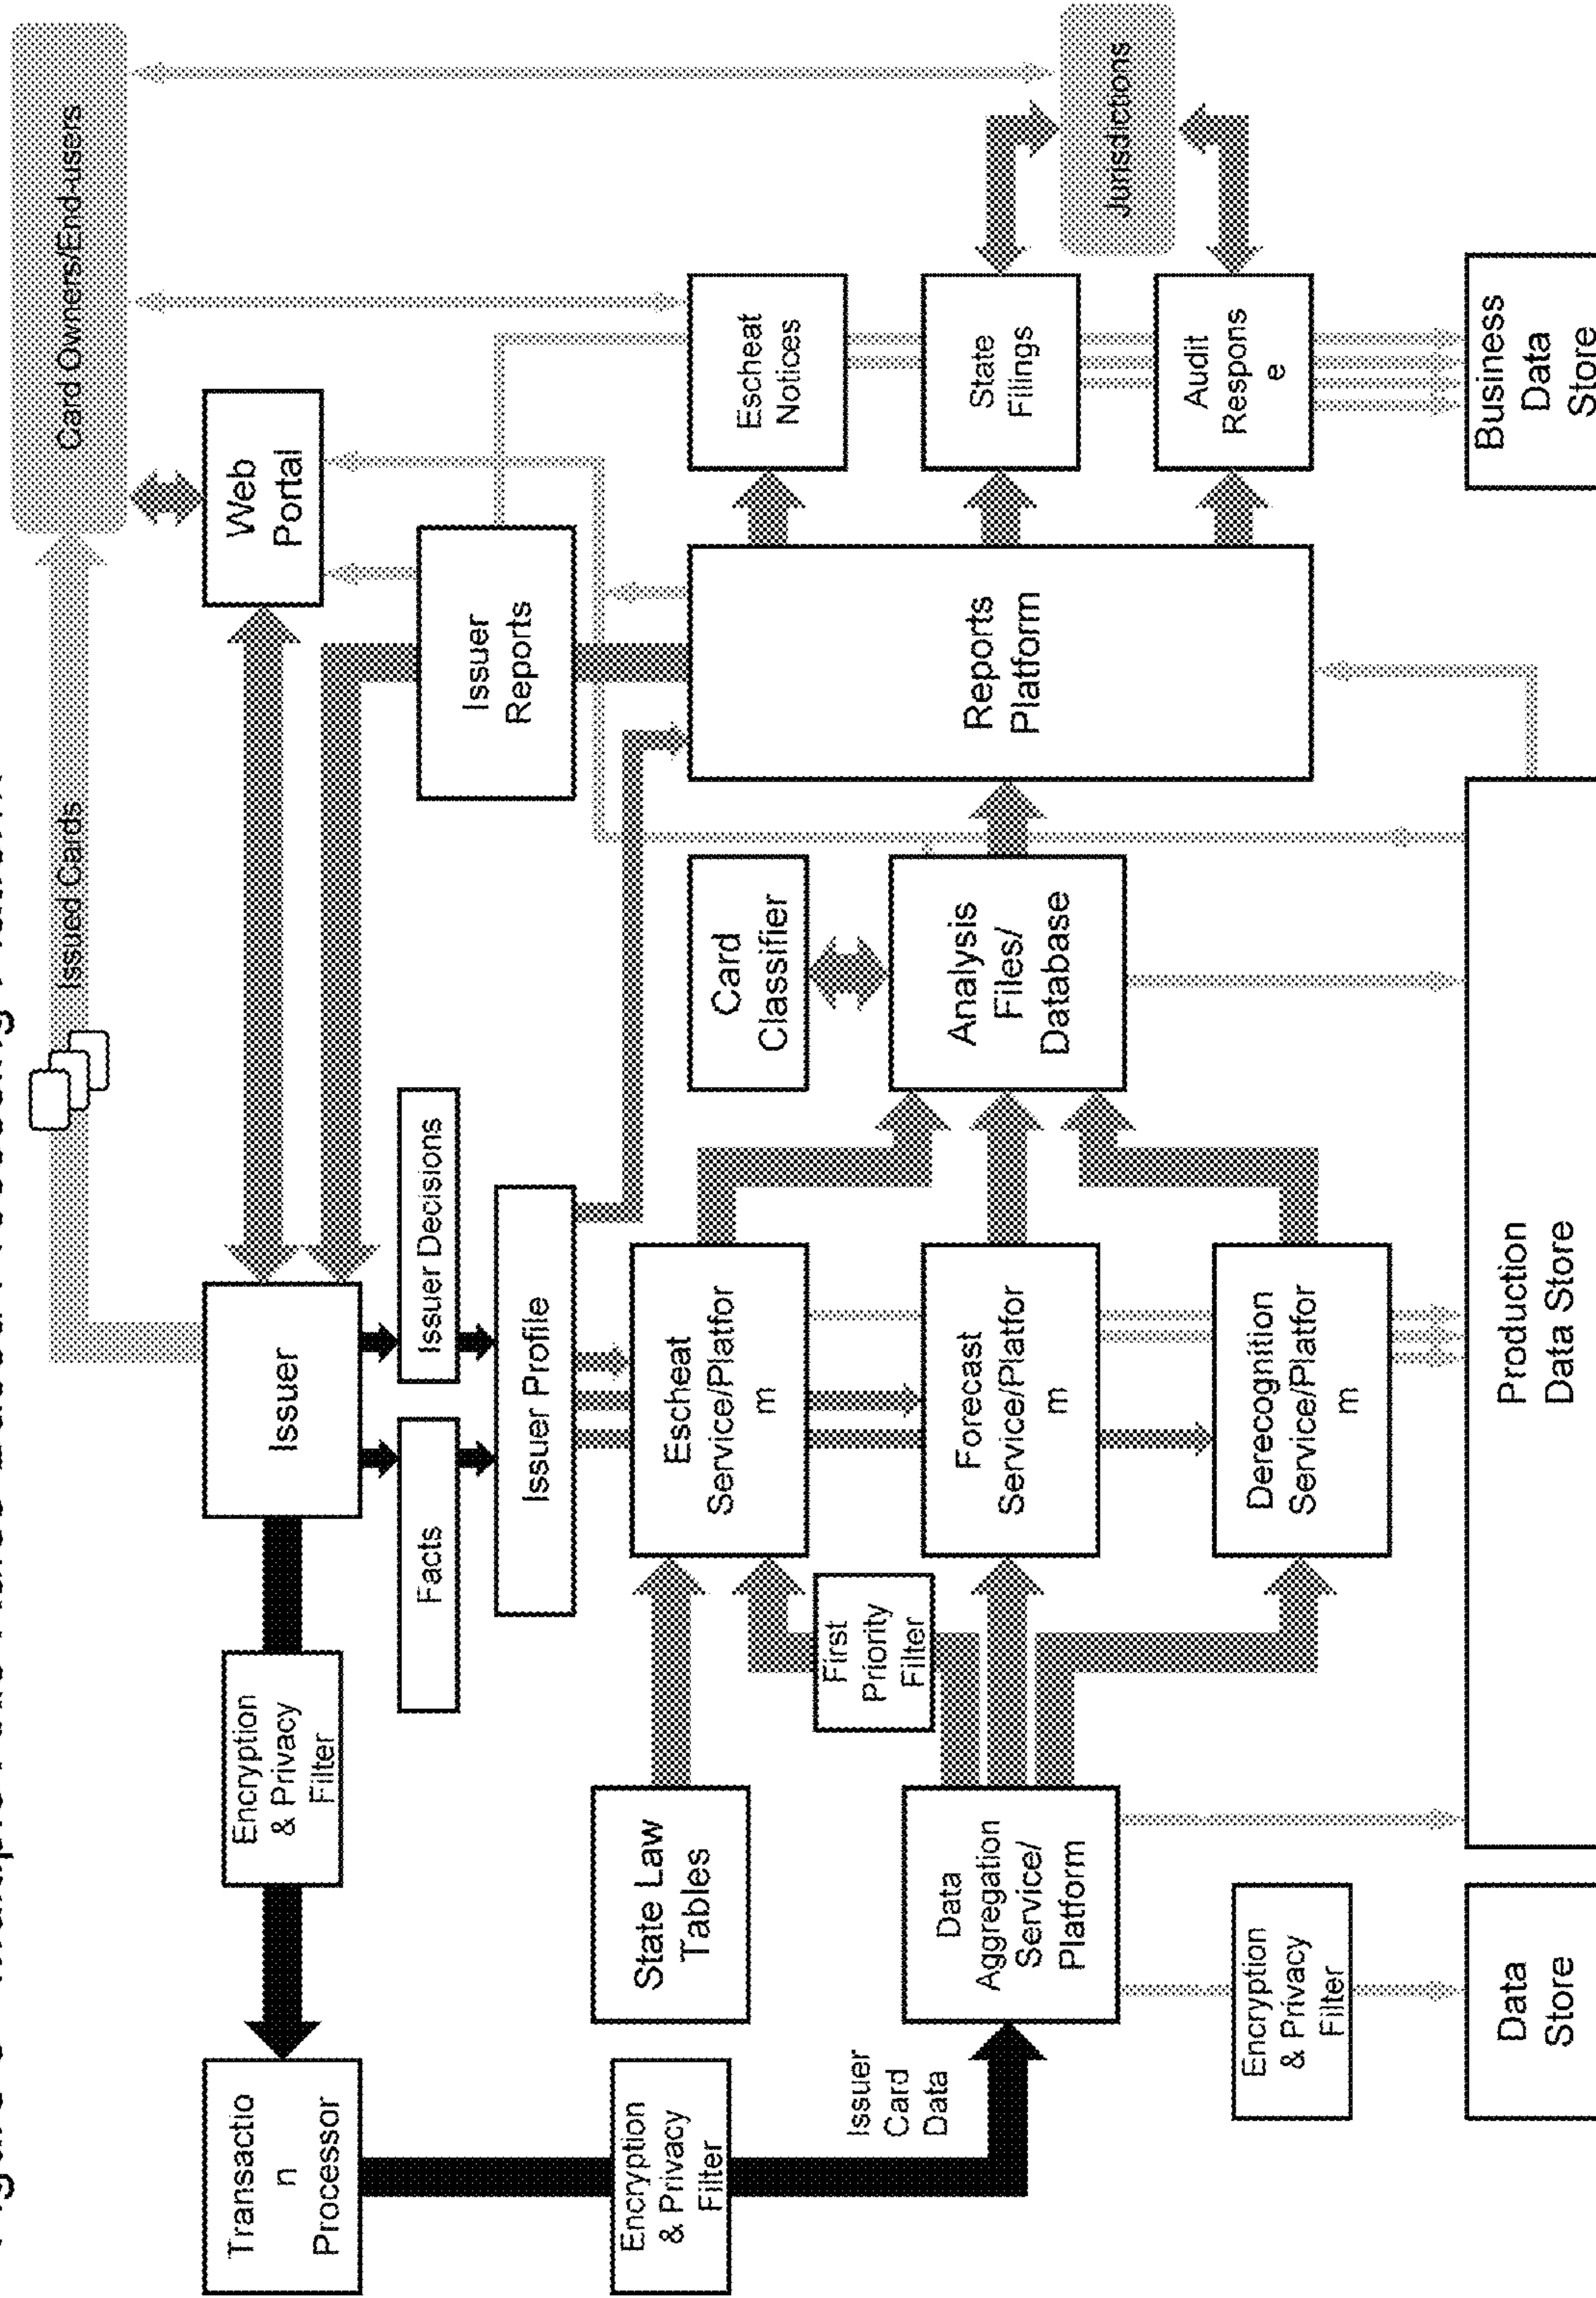 Card Owners/End-users
Issued Cards
Transactio
n
Processor
Encryption
& Privacy
Filter
Issuer
Web
Portal
Facts
Issuer Decisions
Issuer Profile
Issuer
Reports
Encryption
& Privacy
Filter
State Law
Tables
First
Priority
Filter
Escheat
Service/Platfor
m
Card
Classifier
Escheat
Notices
Issuer
Card
Data
Data
Aggregation
Service/
Platform
Forecast
Service/Platfor
m
Analysis
Files/
Database
Reports
Platform
State
Filings
Jurisdictions
Encryption
& Privacy
Filter
Derecognition
Service/Platfor
m
Audit
Respons
e
Data
Store
Production
Data Store
Business
Data
Store